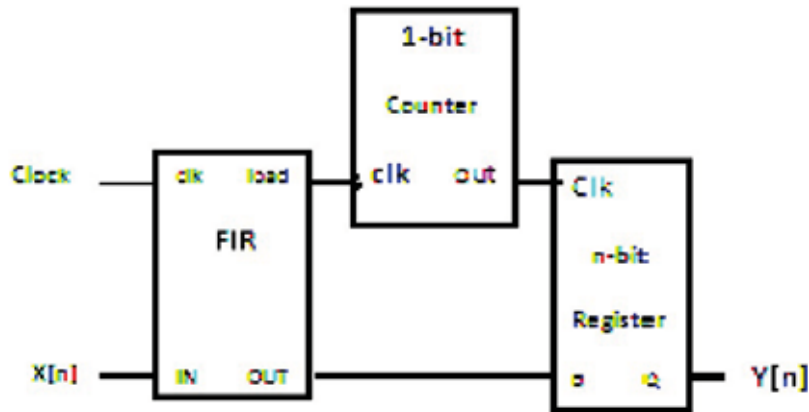 1-bit
Counter
clk out
Clock
clk load
FIR
X[n]
IN OUT
Clk
n-bit
Register
D Q
Y[n]